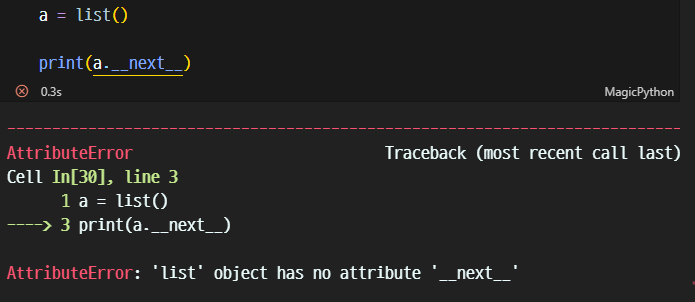 a = list()
print(a.__next__)
0.3s
MagicPython
---------------------------------------------------------------------------
AttributeError                            Traceback (most recent call last)
Cell In[30], line 3
      1 a = list()
----> 3 print(a.__next__)
AttributeError: 'list' object has no attribute '__next__'